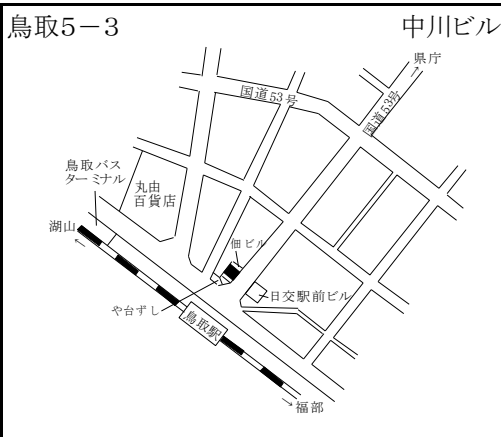 鳥取5－3
中川ビル
県庁
国道53号
国道53号
鳥取バス
ターミナル
丸由
百貨店
湖山
佃ビル
日交駅前ビル
や台ずし
鳥取駅
福部